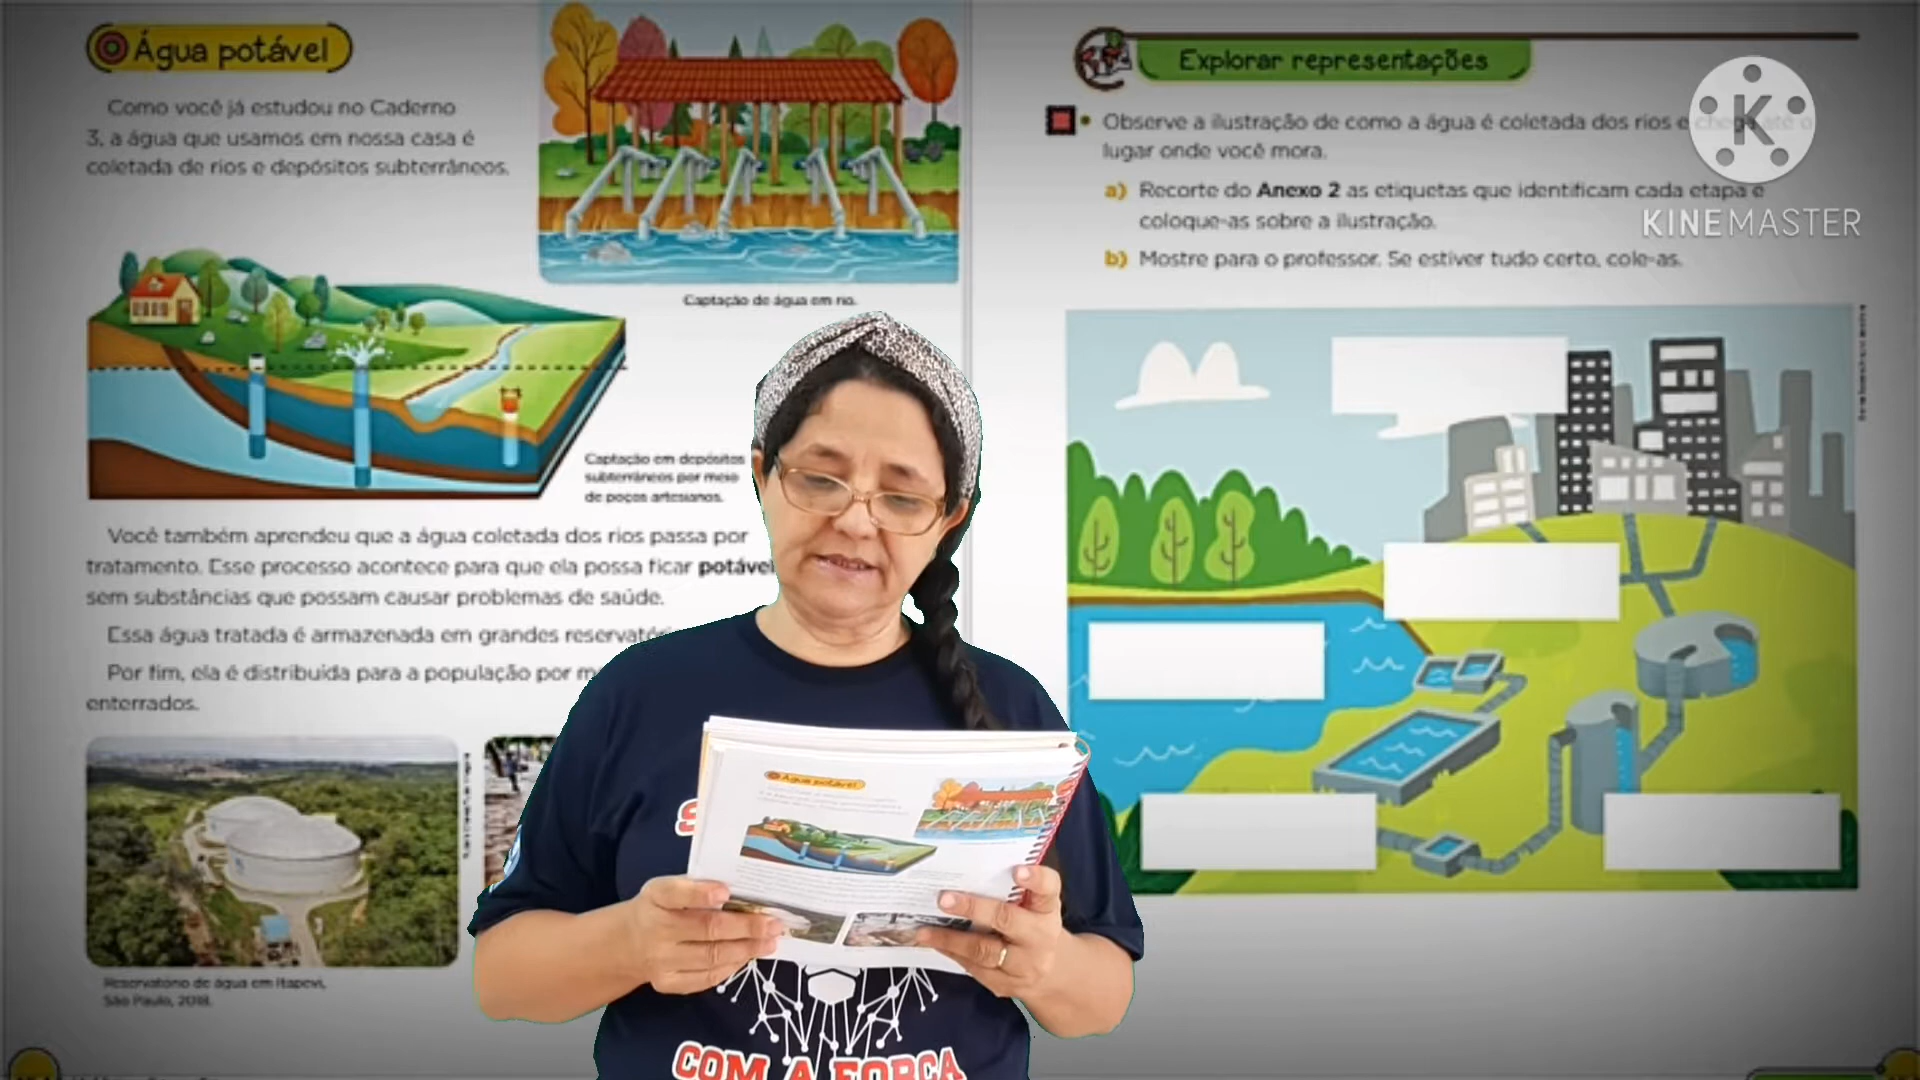 Água potável
Como você já estudou no Caderno
3, a água que usamos em nossa casa é
coletada de rios e depósitos subterrâneos.
Captação de água em rio.
Captação em depósitos
subterrâneos por meio
de poços artesianos.
Você também aprendeu que a água coletada dos rios passa por
tratamento. Esse processo acontece para que ela possa ficar potável
sem substâncias que possam causar problemas de saúde.
Essa água tratada é armazenada em grandes
Por fim, ela é distribuída para a população por
enterrados.
Reservatório de água em Itapevi,
São Paulo, 2018.
Explorar representações
Observe a ilustração de como a água é coletada dos rios e chega até o
lugar onde você mora.
a) Recorte do Anexo 2 as etiquetas que identificam cada etapa e
coloque-as sobre a ilustração.
b) Mostre para o professor. Se estiver tudo certo, cole-as.
K
KINEMASTER
Água potável
COM A FORÇA